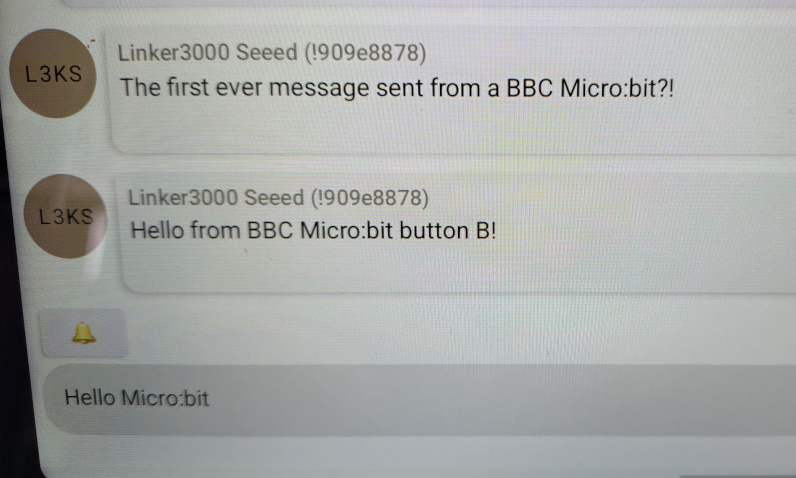 L3KS
Linker3000 Seeed (!909e8878)
The first ever message sent from a BBC Micro:bit?!
L3KS
Linker3000 Seeed (!909e8878)
Hello from BBC Micro:bit button B!
Hello Micro:bit